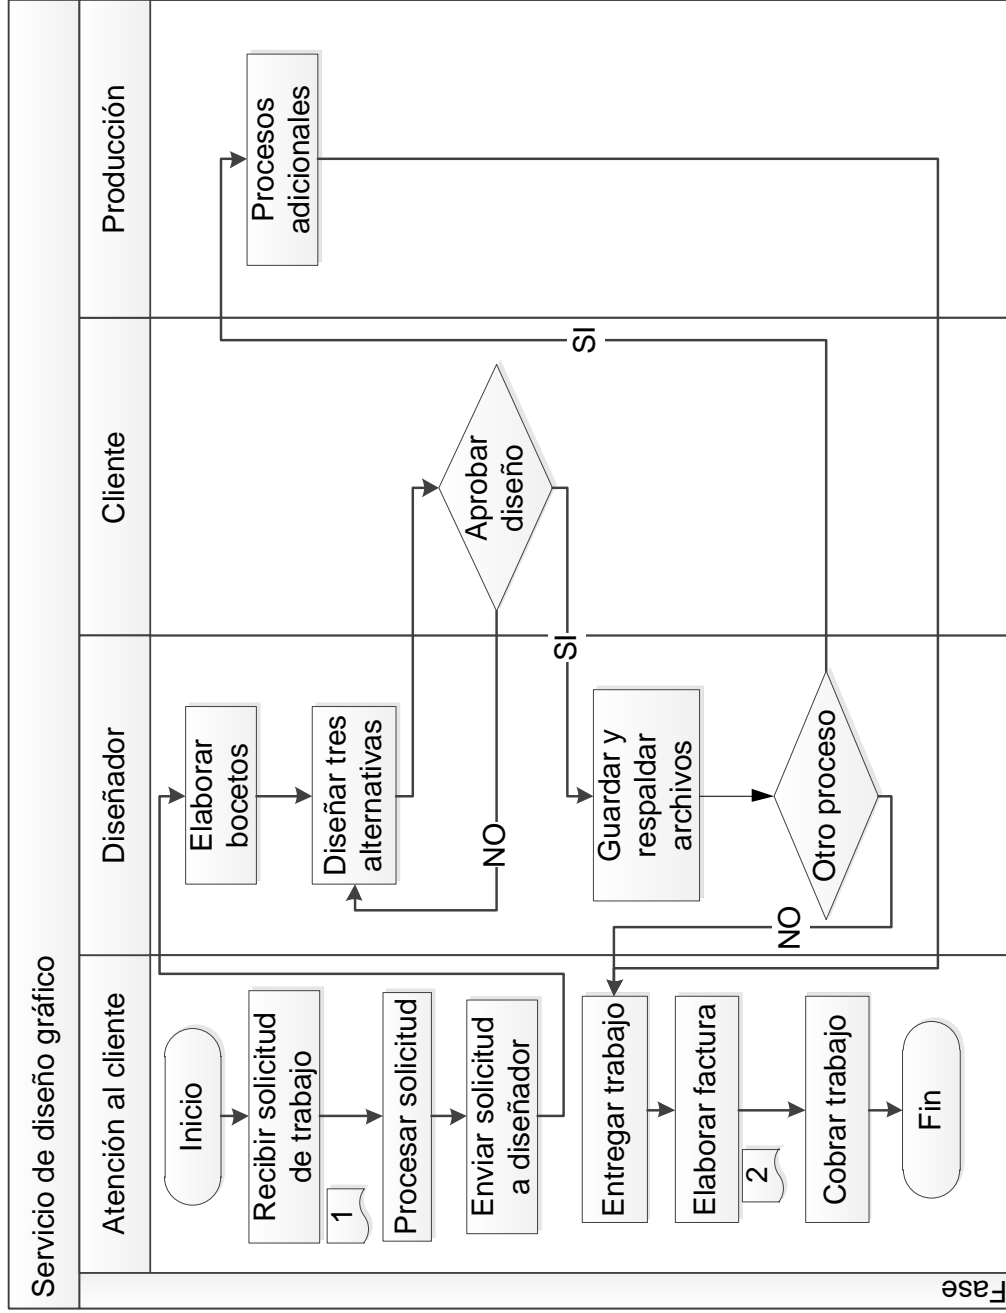 Servicio de diseño gráfico
Atención al cliente
Diseñador
Cliente
Producción
Fase
Inicio
Recibir solicitud
de trabajo
1
Procesar solicitud
Enviar solicitud
a diseñador
Elaborar
bocetos
Diseñar tres
alternativas
Aprobar
diseño
NO
SI
Guardar y
respaldar
archivos
Otro proceso
SI
NO
Procesos
adicionales
Entregar trabajo
Elaborar factura
2
Cobrar trabajo
Fin